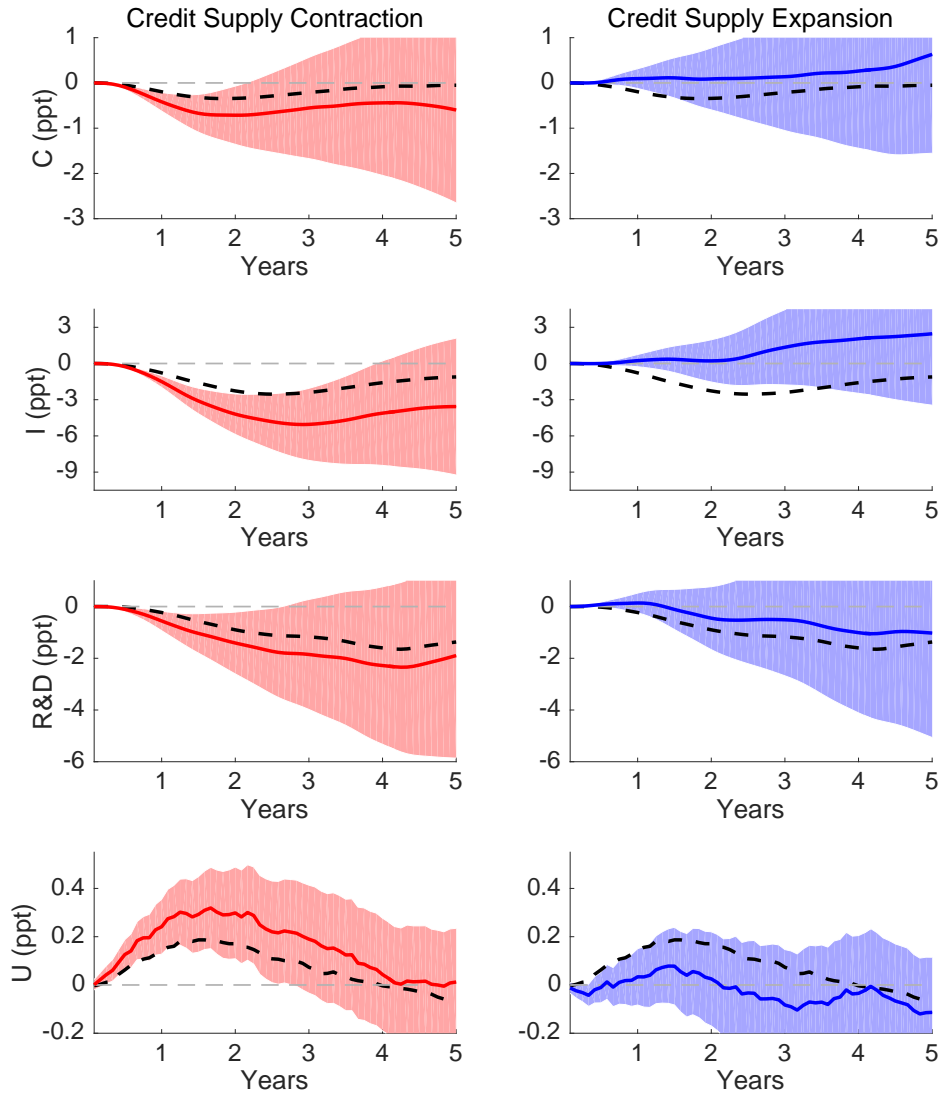 Credit Supply Contraction
Credit Supply Expansion
C (ppt)
1
0
-1
-2
-3
1 2 3 4 5
Years
1
0
-1
-2
-3
1 2 3 4 5
Years
I (ppt)
3
0
-3
-6
-9
1 2 3 4 5
Years
3
0
-3
-6
-9
1 2 3 4 5
Years
R&D (ppt)
0
-2
-4
-6
1 2 3 4 5
Years
0
-2
-4
-6
1 2 3 4 5
Years
U (ppt)
0.4
0.2
0
-0.2
1 2 3 4 5
Years
0.4
0.2
0
-0.2
1 2 3 4 5
Years